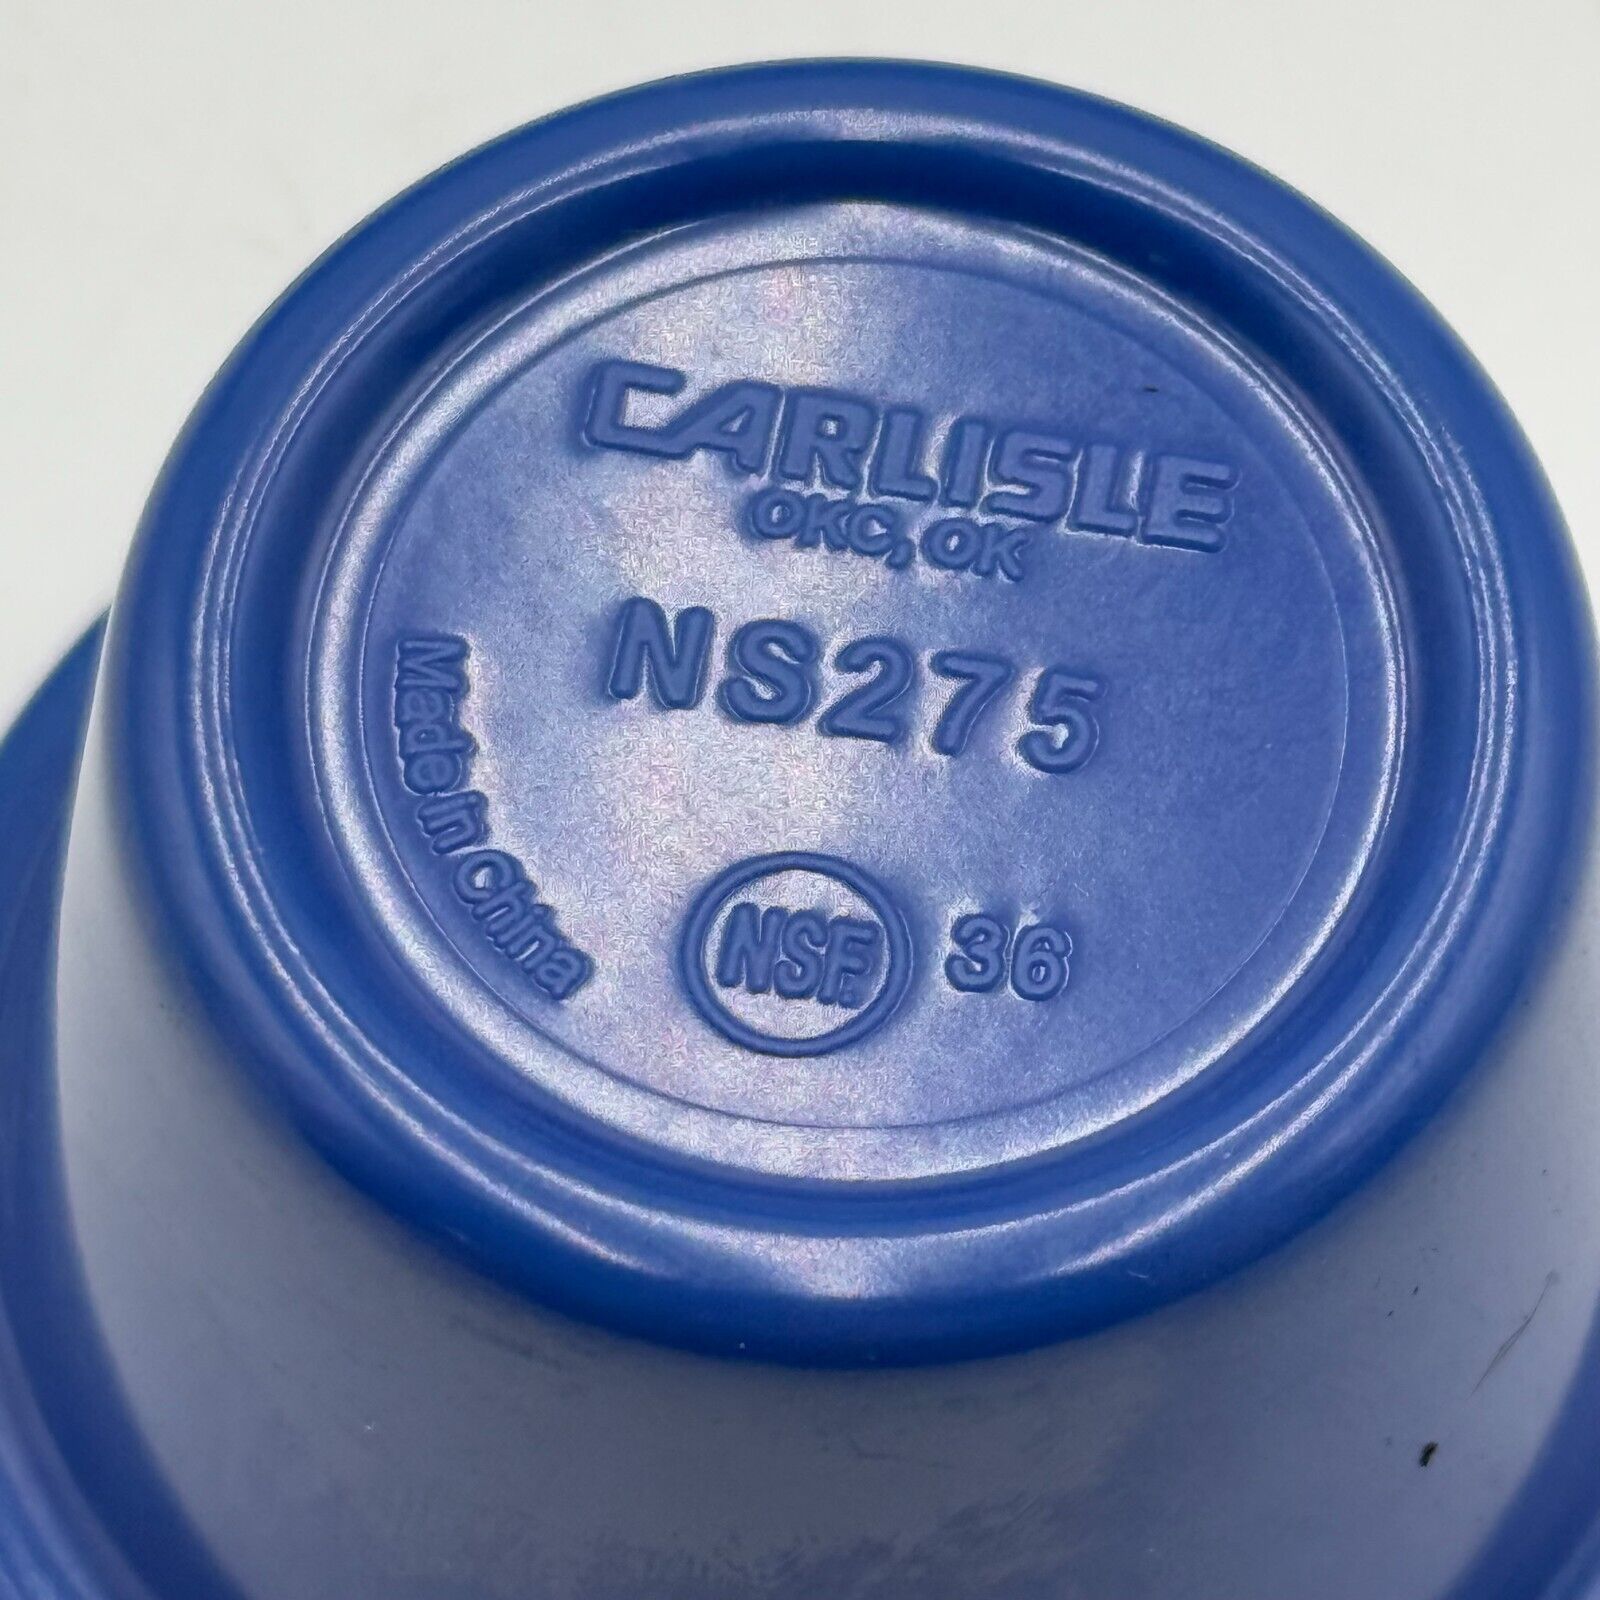 CARLISLE
OKC, OK
NS275
Made in China
NSF. 36